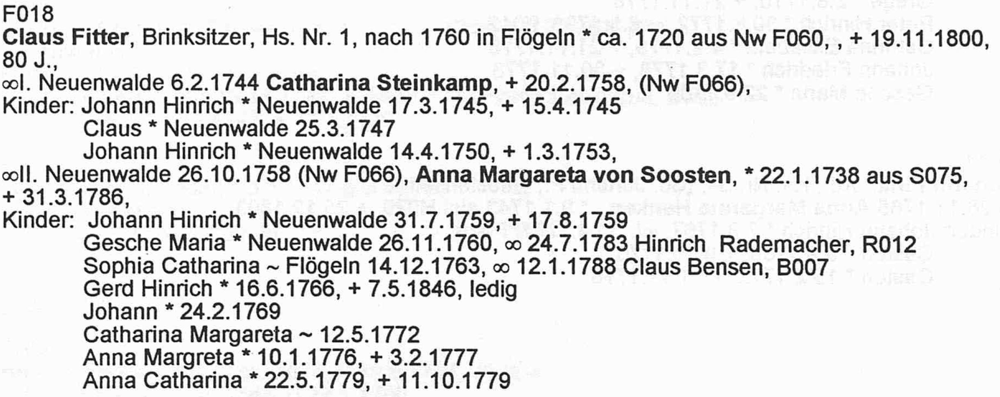 F018
Claus Fitter, Brinksitzer, Hs. Nr. 1, nach 1760 in Flögeln * ca. 1720 aus Nw F060, , + 19.11.1800,
80 J.,
∞I. Neuenwalde 6.2.1744 Catharina Steinkamp, + 20.2.1758, (Nw F066),
Kinder: Johann Hinrich * Neuenwalde 17.3.1745, + 15.4.1745
Claus * Neuenwalde 25.3.1747
Johann Hinrich * Neuenwalde 14.4.1750, + 1.3.1753,
∞II. Neuenwalde 26.10.1758 (Nw F066), Anna Margareta von Soosten, * 22.1.1738 aus S075,
+ 31.3.1786,
Kinder: Johann Hinrich * Neuenwalde 31.7.1759, + 17.8.1759
Gesche Maria * Neuenwalde 26.11.1760, ∞ 24.7.1783 Hinrich Rademacher, R012
Sophia Catharina ~ Flögeln 14.12.1763, ∞ 12.1.1788 Claus Bensen, B007
Gerd Hinrich * 16.6.1766, + 7.5.1846, ledig
Johann * 24.2.1769
Catharina Margareta ~ 12.5.1772
Anna Margreta * 10.1.1776, + 3.2.1777
Anna Catharina * 22.5.1779, + 11.10.1779